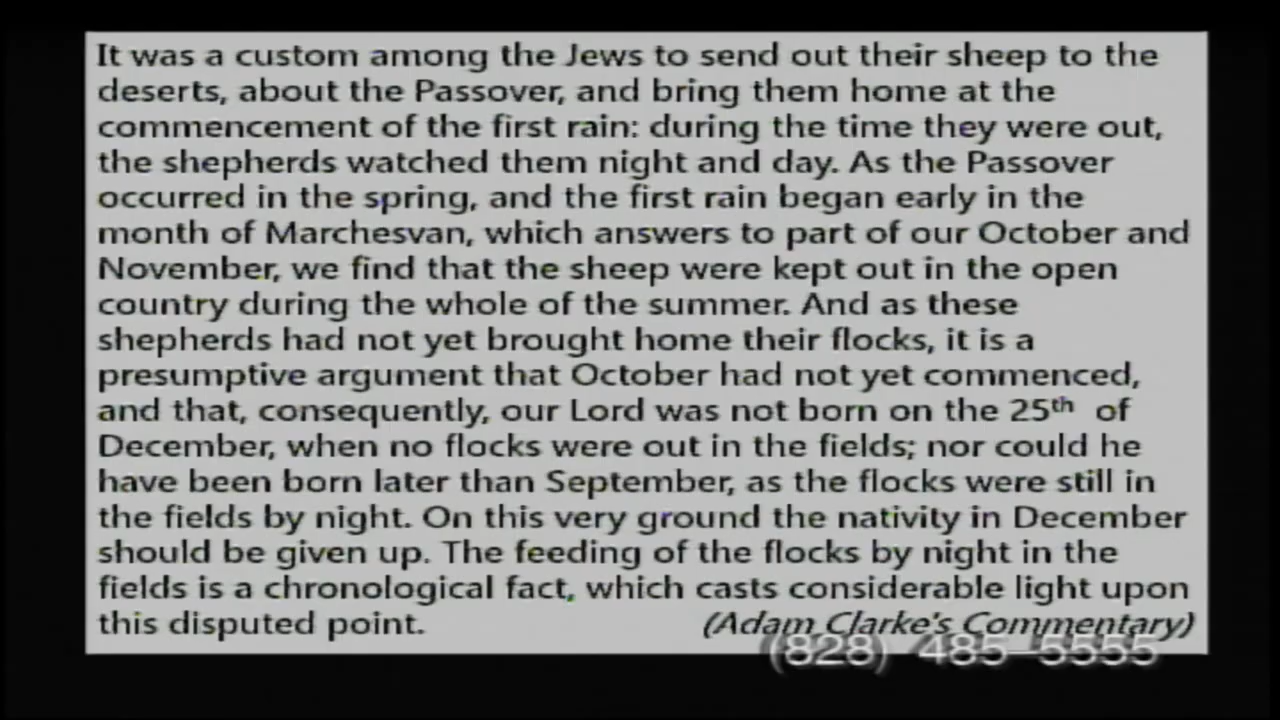 It was a custom among the Jews to send out their sheep to the
deserts, about the Passover, and bring them home at the
commencement of the first rain: during the time they were out,
the shepherds watched them night and day. As the Passover
occurred in the spring, and the first rain began early in the
month of Marchesvan, which answers to part of our October and
November, we find that the sheep were kept out in the open
country during the whole of the summer. And as these
shepherds had not yet brought home their flocks, it is a
presumptive argument that October had not yet commenced,
and that, consequently, our Lord was not born on the 25th of
December, when no flocks were out in the fields; nor could he
have been born later than September, as the flocks were still in
the fields by night. On this very ground the nativity in December
should be given up. The feeding of the flocks by night in the
fields is a chronological fact, which casts considerable light upon
this disputed point. (Adam Clarke's Commentary)
(828) 485-5555